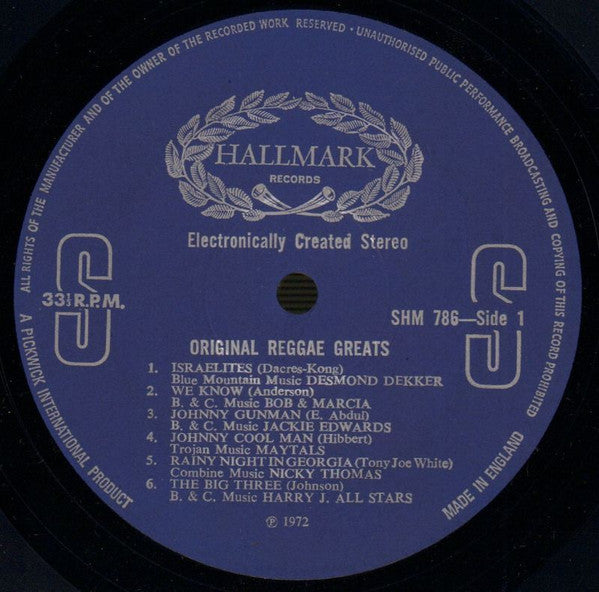 ALL RIGHTS OF THE MANUFACTURER AND OF THE OWNER OF THE RECORDED WORK RESERVED · UNAUTHORISED PUBLIC PERFORMANCE BROADCASTING AND COPYING OF THIS RECORD PROHIBITED
HALLMARK
RECORDS
Electronically Created Stereo
S
33⅓ R.P.M.
S
SHM 786—Side 1
ORIGINAL REGGAE GREATS
1. ISRAELITES (Dacres-Kong)
Blue Mountain Music DESMOND DEKKER
2. WE KNOW (Anderson)
B. & C. Music BOB & MARCIA
3. JOHNNY GUNMAN (E. Abdul)
B. & C. Music JACKIE EDWARDS
4. JOHNNY COOL MAN (Hibbert)
Trojan Music MAYTALS
5. RAINY NIGHT IN GEORGIA (Tony Joe White)
Combine Music NICKY THOMAS
6. THE BIG THREE (Johnson)
B. & C. Music HARRY J. ALL STARS
℗ 1972
A PICKWICK INTERNATIONAL PRODUCT
MADE IN ENGLAND